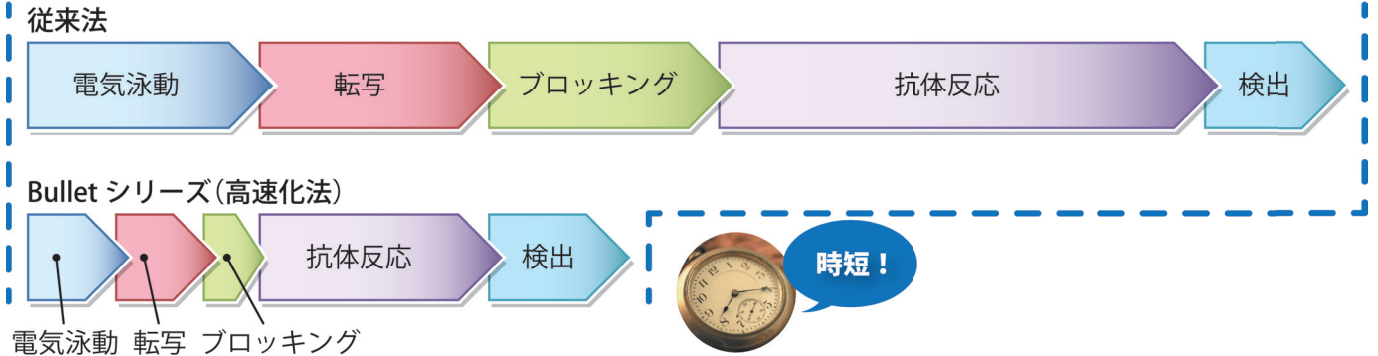 従来法
電気泳動
転写
ブロッキング
抗体反応
検出
Bullet シリーズ（高速化法）
抗体反応
検出
時短！
電気泳動
転写
ブロッキング